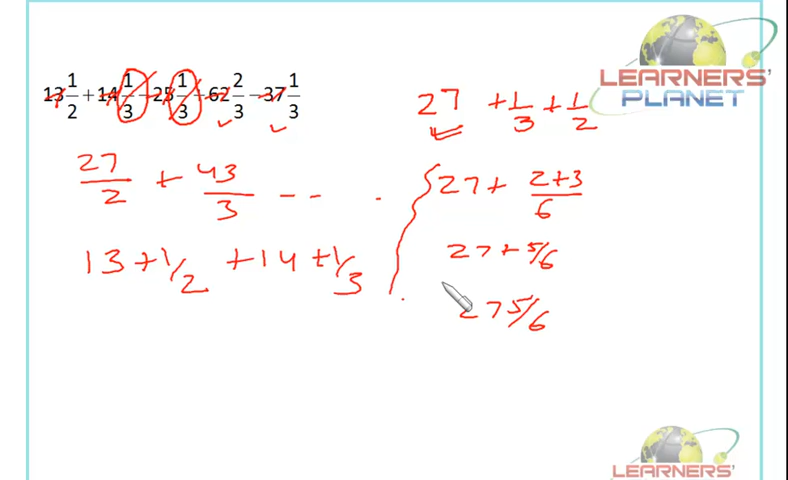 13 1/2 + 14 1/3 - 25 1/3 + 62 2/3 - 37 1/3
LEARNERS'
PLANET
27 + 1/3 + 1/2
27/2 + 43/3 -- .
27 + 2+3/6
13 + 1/2 + 14 + 1/3
27 + 5/6
27 5/6
LEARNERS'